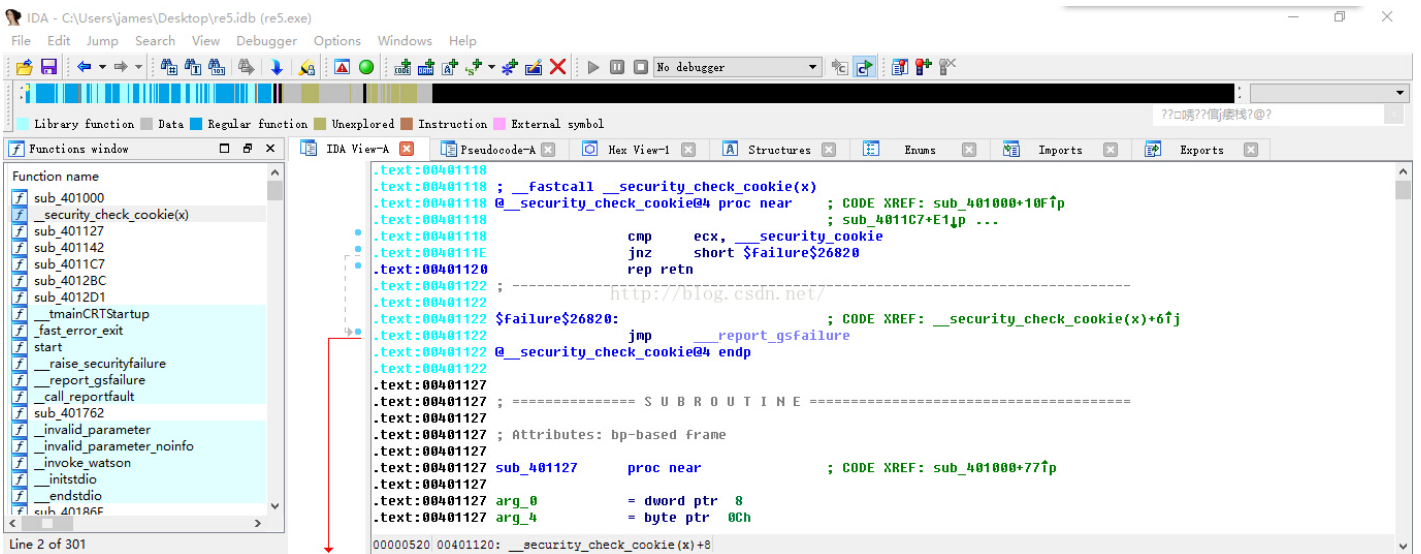 IDA - C:\Users\james\Desktop\re5.idb (re5.exe)
File Edit Jump Search View Debugger Options Windows Help
No debugger
Library function Data Regular function Unexplored Instruction External symbol
Functions window
IDA View-A Pseudocode-A Hex View-1 Structures Enums Imports Exports
Function name
sub_401000
__security_check_cookie(x)
sub_401127
sub_401142
sub_4011C7
sub_4012BC
sub_4012D1
__tmainCRTStartup
_fast_error_exit
start
__raise_securityfailure
__report_gsfailure
__call_reportfault
sub_401762
__invalid_parameter
__invalid_parameter_noinfo
__invoke_watson
__initstdio
__endstdio
sub_40186F
Line 2 of 301
.text:00401118
.text:00401118 ; __fastcall __security_check_cookie(x)
.text:00401118 @__security_check_cookie@4 proc near ; CODE XREF: sub_401000+10F↑p
.text:00401118 ; sub_4011C7+E1↓p ...
.text:00401118 cmp ecx, ___security_cookie
.text:0040111E jnz short $failure$26820
.text:00401120 rep retn
.text:00401122 ; ---------------------------------------------------------------------------
.text:00401122
.text:00401122 $failure$26820: ; CODE XREF: __security_check_cookie(x)+6↑j
.text:00401122 jmp ___report_gsfailure
.text:00401122 @__security_check_cookie@4 endp
.text:00401122
.text:00401127
.text:00401127 ; =============== S U B R O U T I N E =======================================
.text:00401127
.text:00401127 ; Attributes: bp-based frame
.text:00401127
.text:00401127 sub_401127 proc near ; CODE XREF: sub_401000+77↑p
.text:00401127
.text:00401127 arg_0 = dword ptr 8
.text:00401127 arg_4 = byte ptr 0Ch
http://blog.csdn.net/
00000520 00401120: __security_check_cookie(x)+8